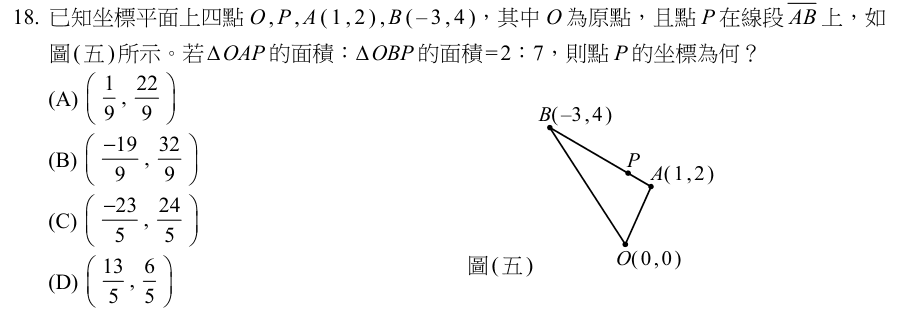 18. 已知坐標平面上四點 O , P , A ( 1 , 2 ) , B ( −3 , 4 )，其中 O 為原點，且點 P 在線段 \overline{AB} 上，如
圖(五)所示。若 ΔOAP 的面積：ΔOBP 的面積=2：7，則點 P 的坐標為何？
(A) ( 1/9 , 22/9 )
(B) ( −19/9 , 32/9 )
(C) ( −23/5 , 24/5 )
(D) ( 13/5 , 6/5 )
B(−3,4)
P
A(1,2)
O(0,0)
圖(五)